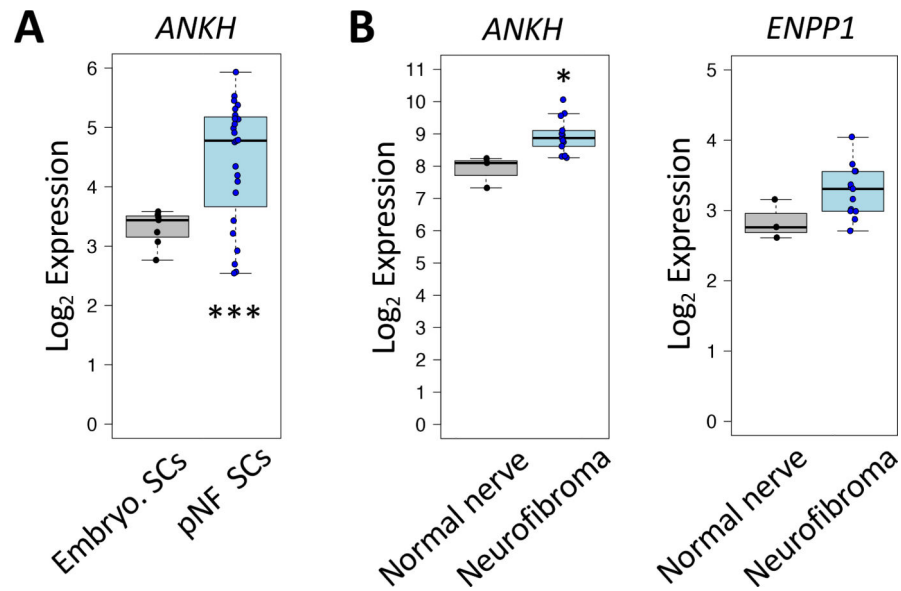 A
ANKH
Log₂ Expression
6
5
4
3
2
1
0
***
Embryo. SCs
pNF SCs
B
ANKH
Log₂ Expression
11
10
9
8
7
6
5
4
3
2
1
0
*
Normal nerve
Neurofibroma
ENPP1
Log₂ Expression
5
4
3
2
1
0
Normal nerve
Neurofibroma